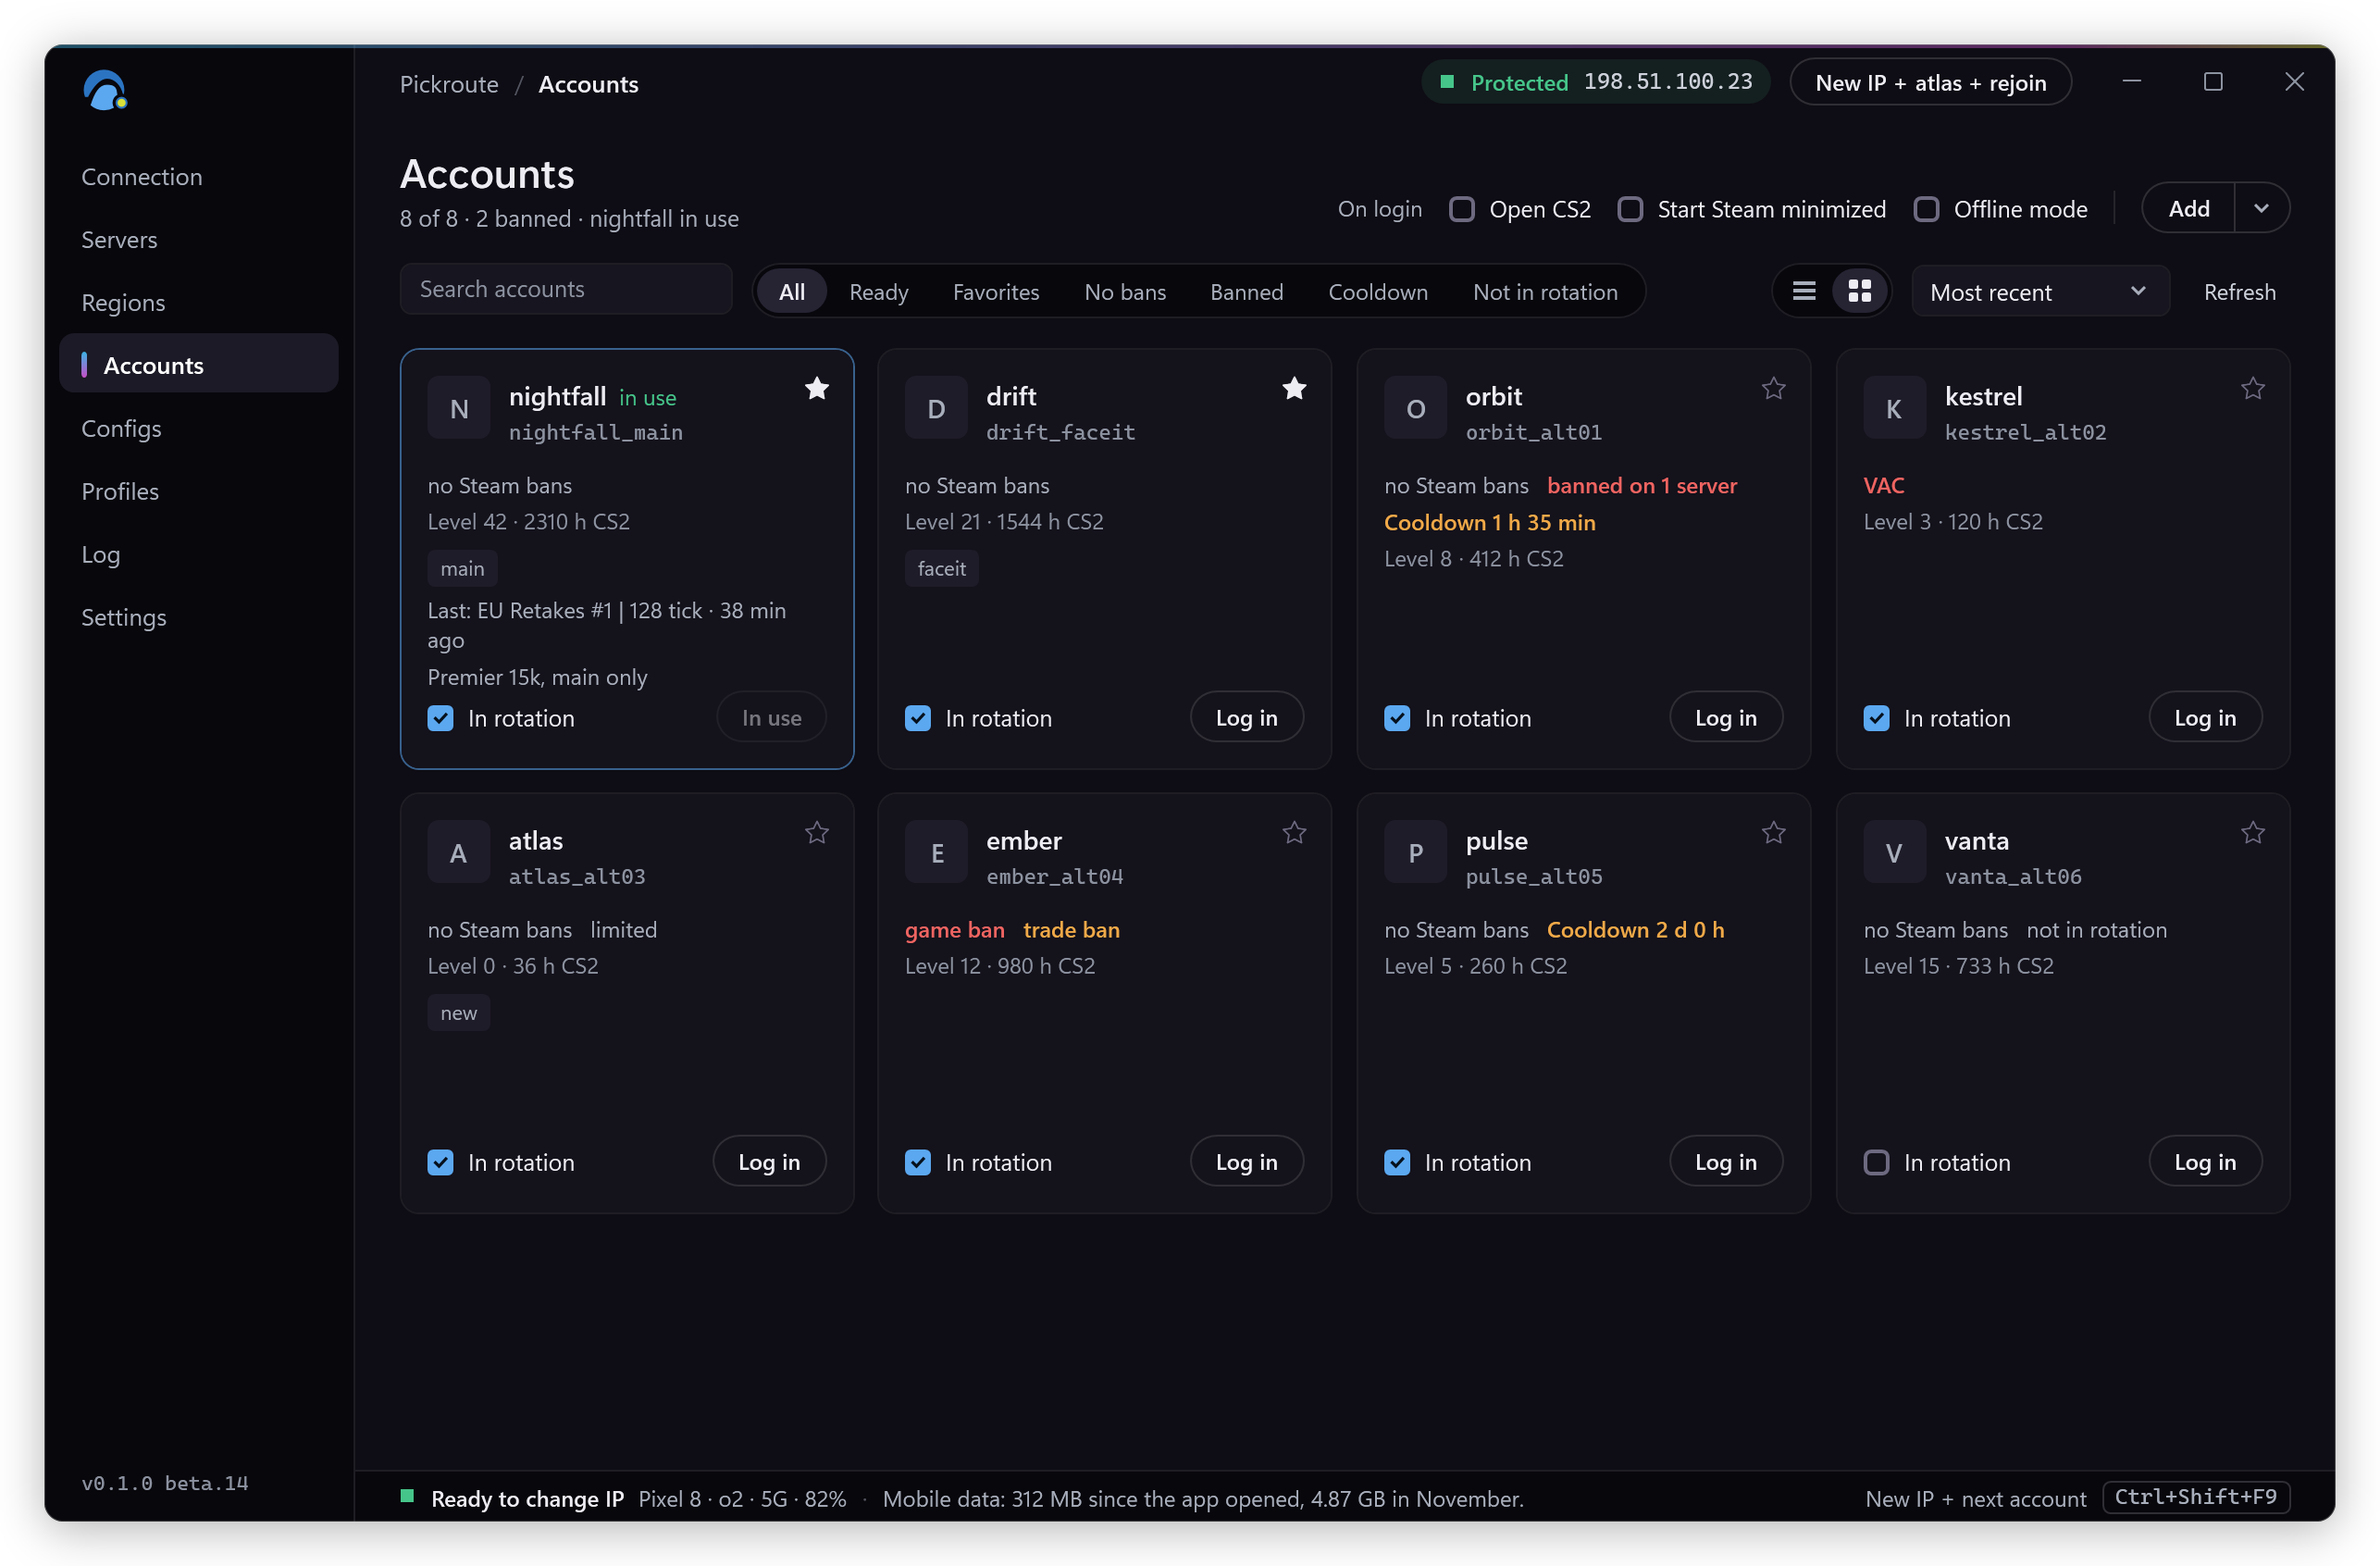 Pickroute / Accounts
Protected 198.51.100.23
New IP + atlas + rejoin
Connection
Servers
Regions
Accounts
Configs
Profiles
Log
Settings
v0.1.0 beta.14
Accounts
8 of 8 · 2 banned · nightfall in use
On login Open CS2 Start Steam minimized Offline mode Add
Search accounts
All Ready Favorites No bans Banned Cooldown Not in rotation
Most recent Refresh
N
nightfall in use
nightfall_main
no Steam bans
Level 42 · 2310 h CS2
main
Last: EU Retakes #1 | 128 tick · 38 min
ago
Premier 15k, main only
In rotation In use
D
drift
drift_faceit
no Steam bans
Level 21 · 1544 h CS2
faceit
In rotation Log in
O
orbit
orbit_alt01
no Steam bans banned on 1 server
Cooldown 1 h 35 min
Level 8 · 412 h CS2
In rotation Log in
K
kestrel
kestrel_alt02
VAC
Level 3 · 120 h CS2
In rotation Log in
A
atlas
atlas_alt03
no Steam bans limited
Level 0 · 36 h CS2
new
In rotation Log in
E
ember
ember_alt04
game ban trade ban
Level 12 · 980 h CS2
In rotation Log in
P
pulse
pulse_alt05
no Steam bans Cooldown 2 d 0 h
Level 5 · 260 h CS2
In rotation Log in
V
vanta
vanta_alt06
no Steam bans not in rotation
Level 15 · 733 h CS2
In rotation Log in
Ready to change IP Pixel 8 · o2 · 5G · 82% · Mobile data: 312 MB since the app opened, 4.87 GB in November.
New IP + next account Ctrl+Shift+F9